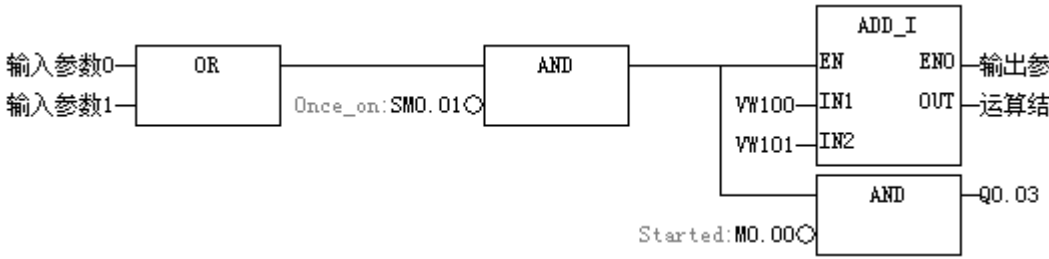 ADD_I
输入参数0 OR AND EN ENO 输出参
输入参数1 Once_on:SM0.01 VW100 IN1 OUT 运算结
VW101 IN2
AND Q0.03
Started:M0.00